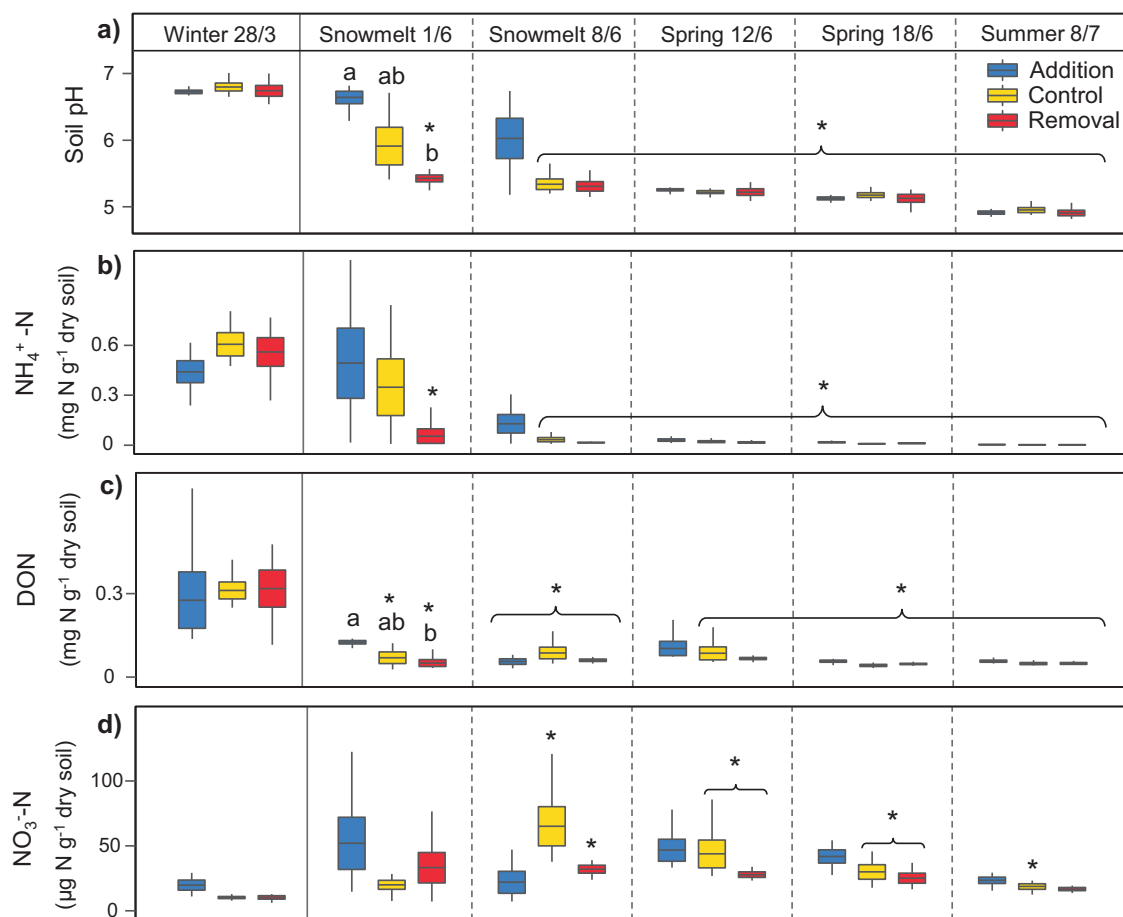 a)
Winter 28/3 Snowmelt 1/6 Snowmelt 8/6 Spring 12/6 Spring 18/6 Summer 8/7
Soil pH
7
6
5
a ab * b
*
Addition
Control
Removal
b)
NH₄⁺-N
(mg N g⁻¹ dry soil)
0.6
0.3
0
*
*
c)
DON
(mg N g⁻¹ dry soil)
0.3
0
a * ab * b
*
*
d)
NO₃⁻-N
(µg N g⁻¹ dry soil)
100
50
0
* *
*
*
*